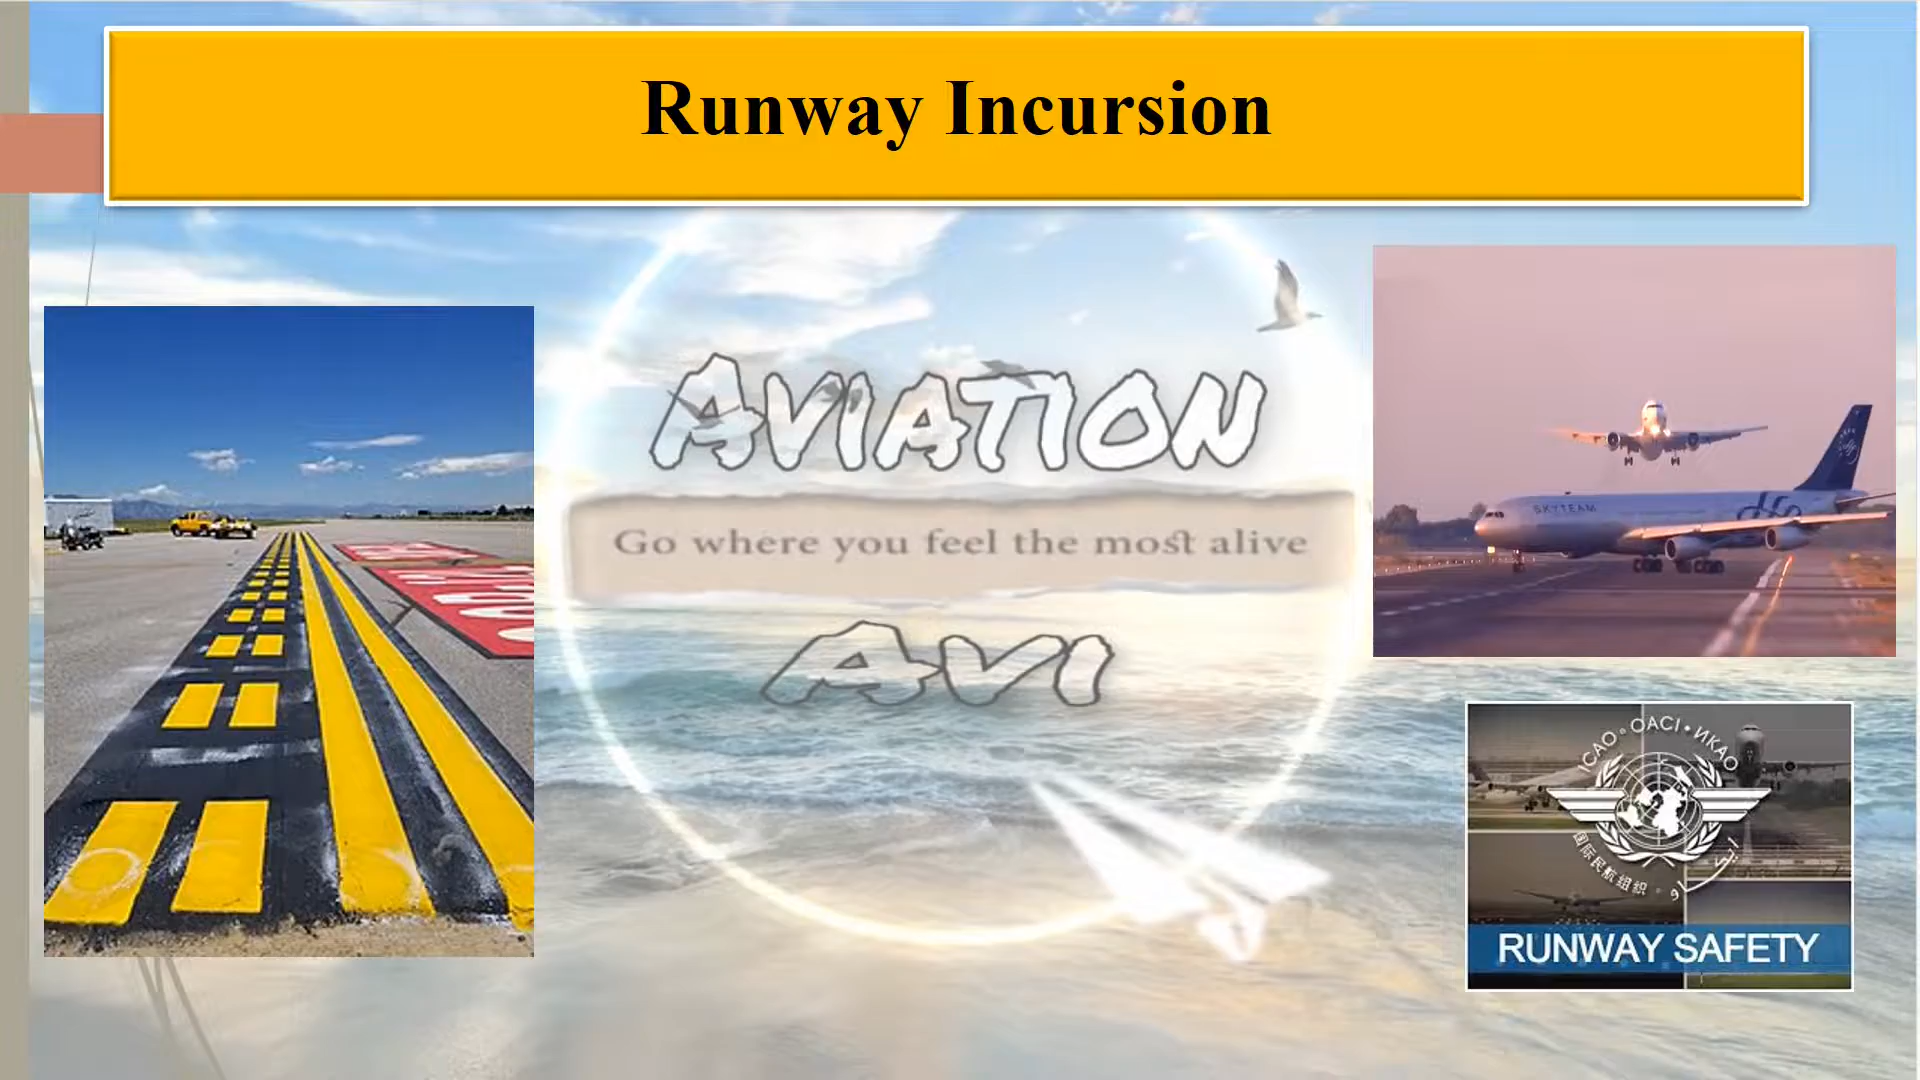 Runway Incursion
AVIATION
Go where you feel the most alive
AVI
SKYTEAM
ICAO • OACI • ИКАО
国际民航组织
ايكاو
RUNWAY SAFETY